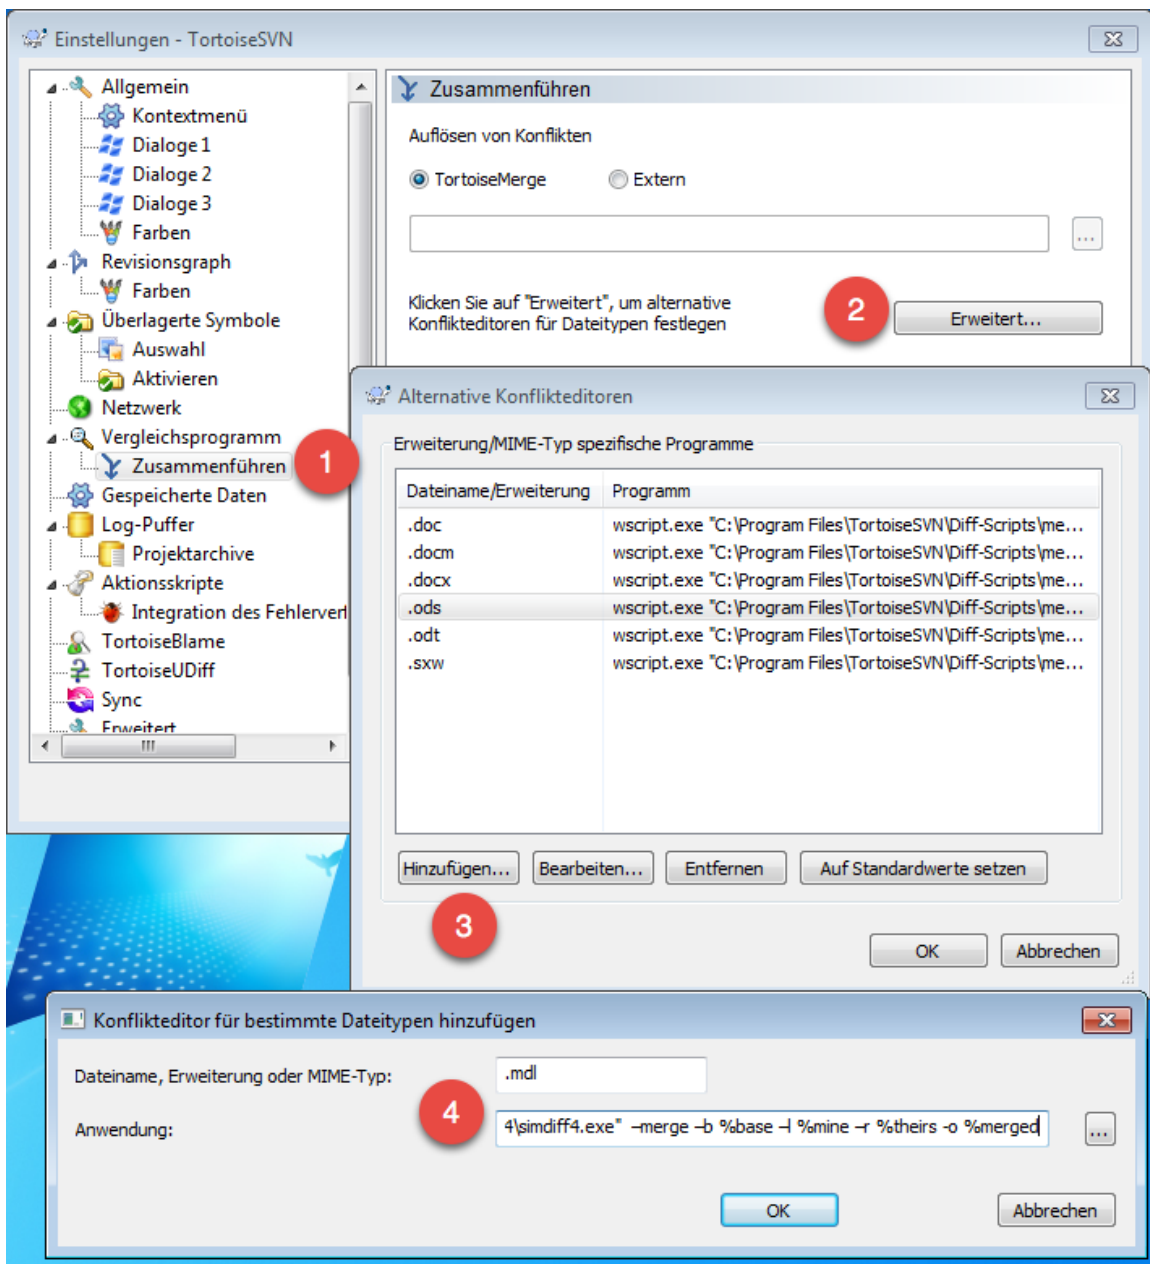 Einstellungen - TortoiseSVN
Allgemein
Kontextmenü
Dialoge 1
Dialoge 2
Dialoge 3
Farben
Revisionsgraph
Farben
Überlagerte Symbole
Auswahl
Aktivieren
Netzwerk
Vergleichsprogramm
Zusammenführen
1
Gespeicherte Daten
Log-Puffer
Projektarchive
Aktionsskripte
Integration des Fehlerverf
TortoiseBlame
TortoiseUDiff
Sync
Erweitert
Zusammenführen
Auflösen von Konflikten
TortoiseMerge Extern
...
Klicken Sie auf "Erweitert", um alternative
Konflikteditoren für Dateitypen festlegen
2
Erweitert...
Alternative Konflikteditoren
Erweiterung/MIME-Typ spezifische Programme
Dateiname/Erweiterung Programm
.doc wscript.exe "C:\Program Files\TortoiseSVN\Diff-Scripts\me...
.docm wscript.exe "C:\Program Files\TortoiseSVN\Diff-Scripts\me...
.docx wscript.exe "C:\Program Files\TortoiseSVN\Diff-Scripts\me...
.ods wscript.exe "C:\Program Files\TortoiseSVN\Diff-Scripts\me...
.odt wscript.exe "C:\Program Files\TortoiseSVN\Diff-Scripts\me...
.sxw wscript.exe "C:\Program Files\TortoiseSVN\Diff-Scripts\me...
Hinzufügen... Bearbeiten... Entfernen Auf Standardwerte setzen
3
OK Abbrechen
Konflikteditor für bestimmte Dateitypen hinzufügen
Dateiname, Erweiterung oder MIME-Typ: .mdl
4
Anwendung: 4\simdiff4.exe" –merge –b %base –l %mine –r %theirs -o %merged ...
OK Abbrechen